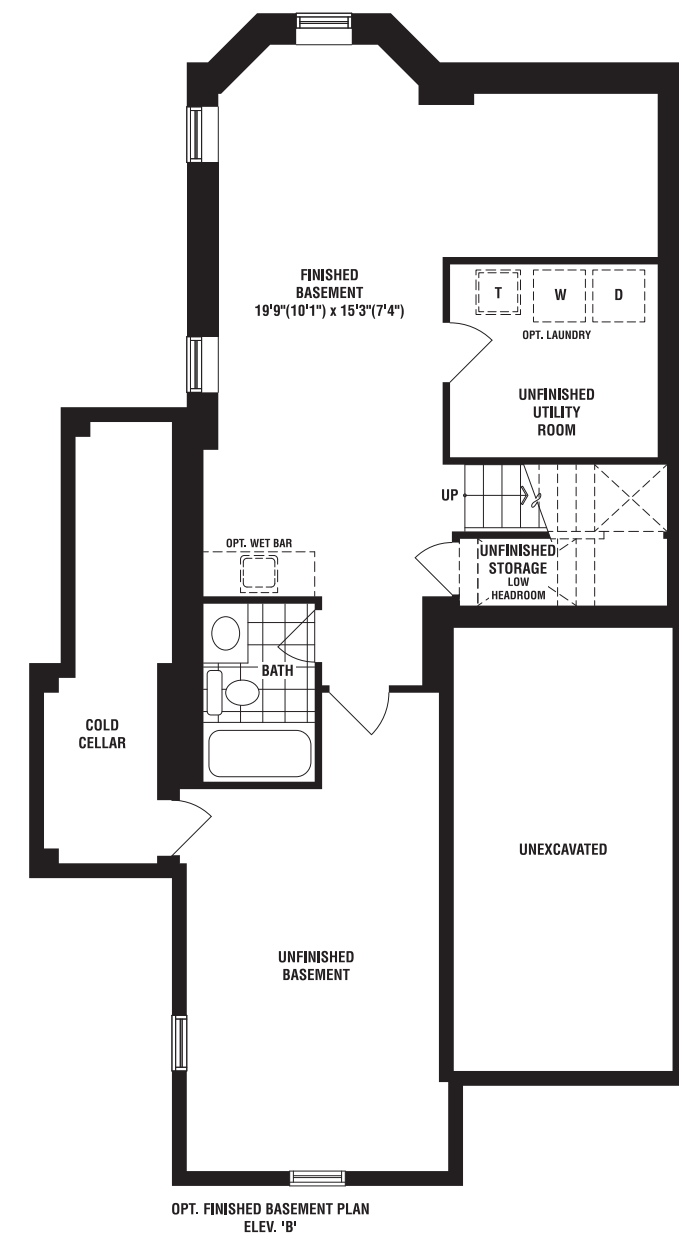 FINISHED
BASEMENT
19'9"(10'1") x 15'3"(7'4")
T
W
D
OPT. LAUNDRY
UNFINISHED
UTILITY
ROOM
UP
UNFINISHED
STORAGE
LOW
HEADROOM
OPT. WET BAR
BATH
COLD
CELLAR
UNEXCAVATED
UNFINISHED
BASEMENT
OPT. FINISHED BASEMENT PLAN
ELEV. 'B'